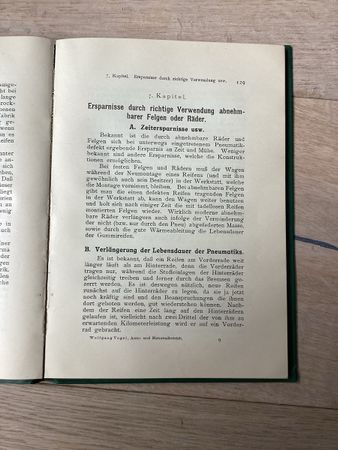 7. Kapitel. Ersparnisse durch richtige Verwendung usw. 129
7. Kapitel.
Ersparnisse durch richtige Verwendung abnehm-
barer Felgen oder Räder.
A. Zeitersparnisse usw.
Bekannt ist die durch abnehmbare Räder und
Felgen sich bei unterwegs eingetretenem Pneumatik-
defekt ergebende Ersparnis an Zeit und Mühe. Weniger
bekannt sind andere Ersparnisse, welche die Konstruk-
tionen ermöglichen.
Bei festen Felgen und Rädern muß der Wagen
während der Neumontage eines Reifens und mit ihm
gewöhnlich auch sein Besitzer) in der Werkstatt, welche
die Montage vornimmt, bleiben. Bei abnehmbaren Felgen
gibt man die einen defekten Reifen tragende Felge
in der Werkstatt ab, kann den Wagen weiter benutzen
und holt sich nach einiger Zeit die mit tadellosem Reifen
montierten Felgen wieder. Wirklich moderne abnehm-
bare Räder verlängern auch infolge der Verminderung
der nicht (bzw. nur durch den Pneu) abgefederten Masse,
sowie durch die gute Wärmeableitung die Lebensdauer
der Gummireifen.
B. Verlängerung der Lebensdauer der Pneumatiks.
Es ist bekannt, daß ein Reifen am Vorderrade weit
länger läuft als am Hinterrade, denn die Vorderräder
tragen nur, während die Stollenlagen der Hinterräder
gleichzeitig treiben und ferner durch das Bremsen ge-
zerrt werden. Es ist deswegen nützlich, neue Reifen
zunächst auf die Hinterräder zu legen, da sie ja jetzt
noch kräftig sind und den Beanspruchungen die ihnen
dort geboten werden, gut wiederstehen können. Nach-
dem der Reifen eine Zeit lang auf den Hinterrädern
gelaufen ist, vielleicht nach zwei Drittel der von ihm zu
erwartenden Kilometerleistung wird er auf ein Vorder-
rad gebracht.
Wolfgang Vogel, Auto- und Motorradbetrieb. 9